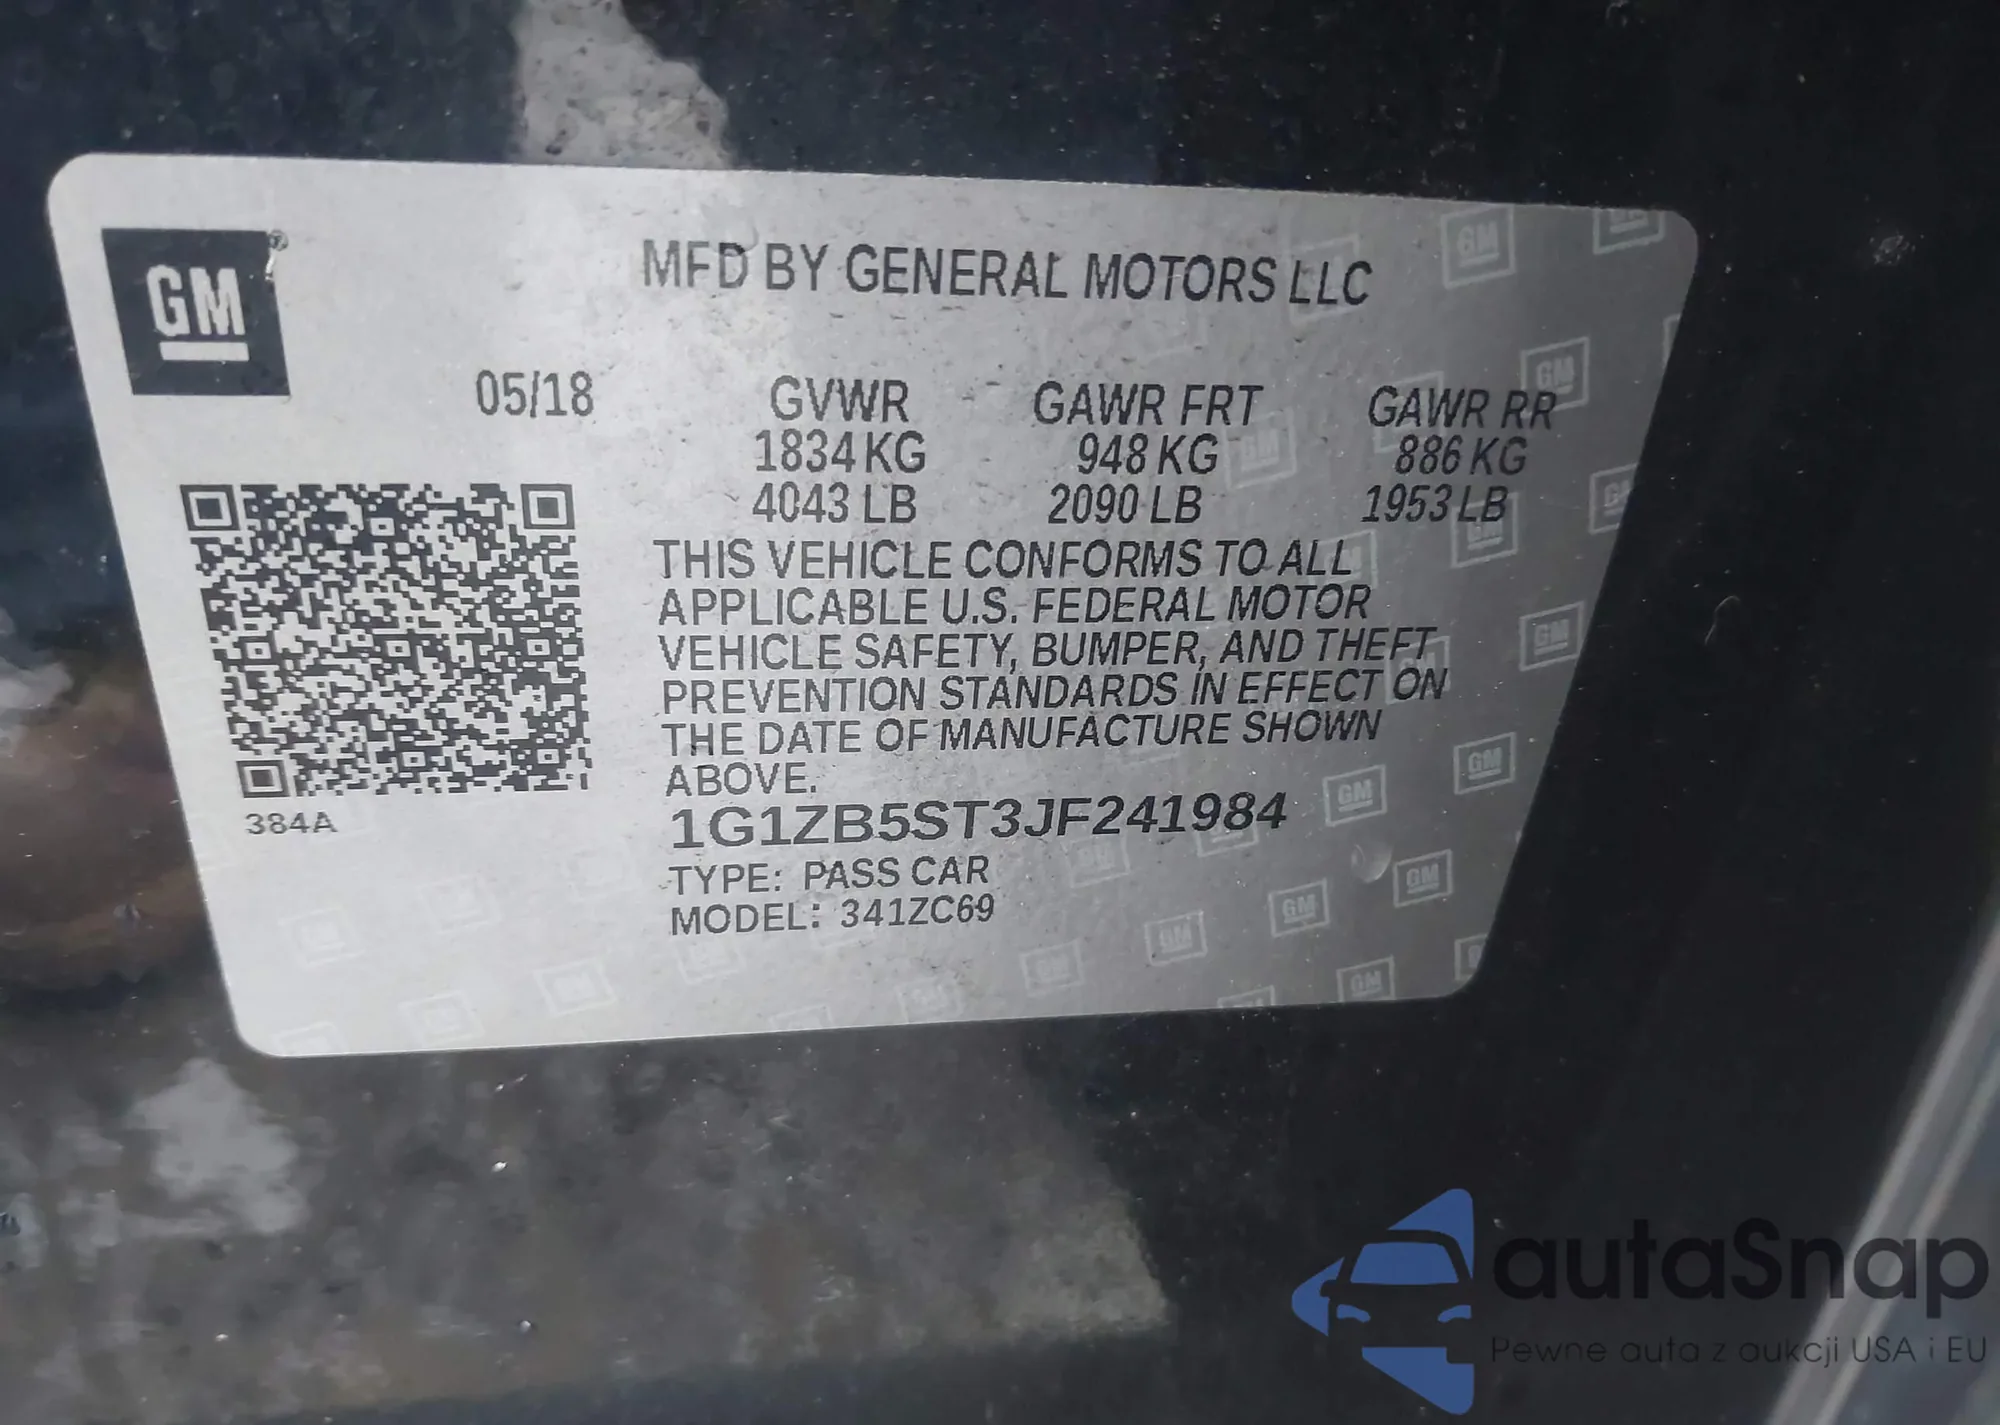 GM
MFD BY GENERAL MOTORS LLC
05/18 GVWR GAWR FRT GAWR RR
1834 KG 948 KG 886 KG
4043 LB 2090 LB 1953 LB
THIS VEHICLE CONFORMS TO ALL
APPLICABLE U.S. FEDERAL MOTOR
VEHICLE SAFETY, BUMPER, AND THEFT
PREVENTION STANDARDS IN EFFECT ON
THE DATE OF MANUFACTURE SHOWN
ABOVE.
384A
1G1ZB5ST3JF241984
TYPE: PASS CAR
MODEL: 341ZC69
autaSnap
Pewne auta z aukcji USA i EU